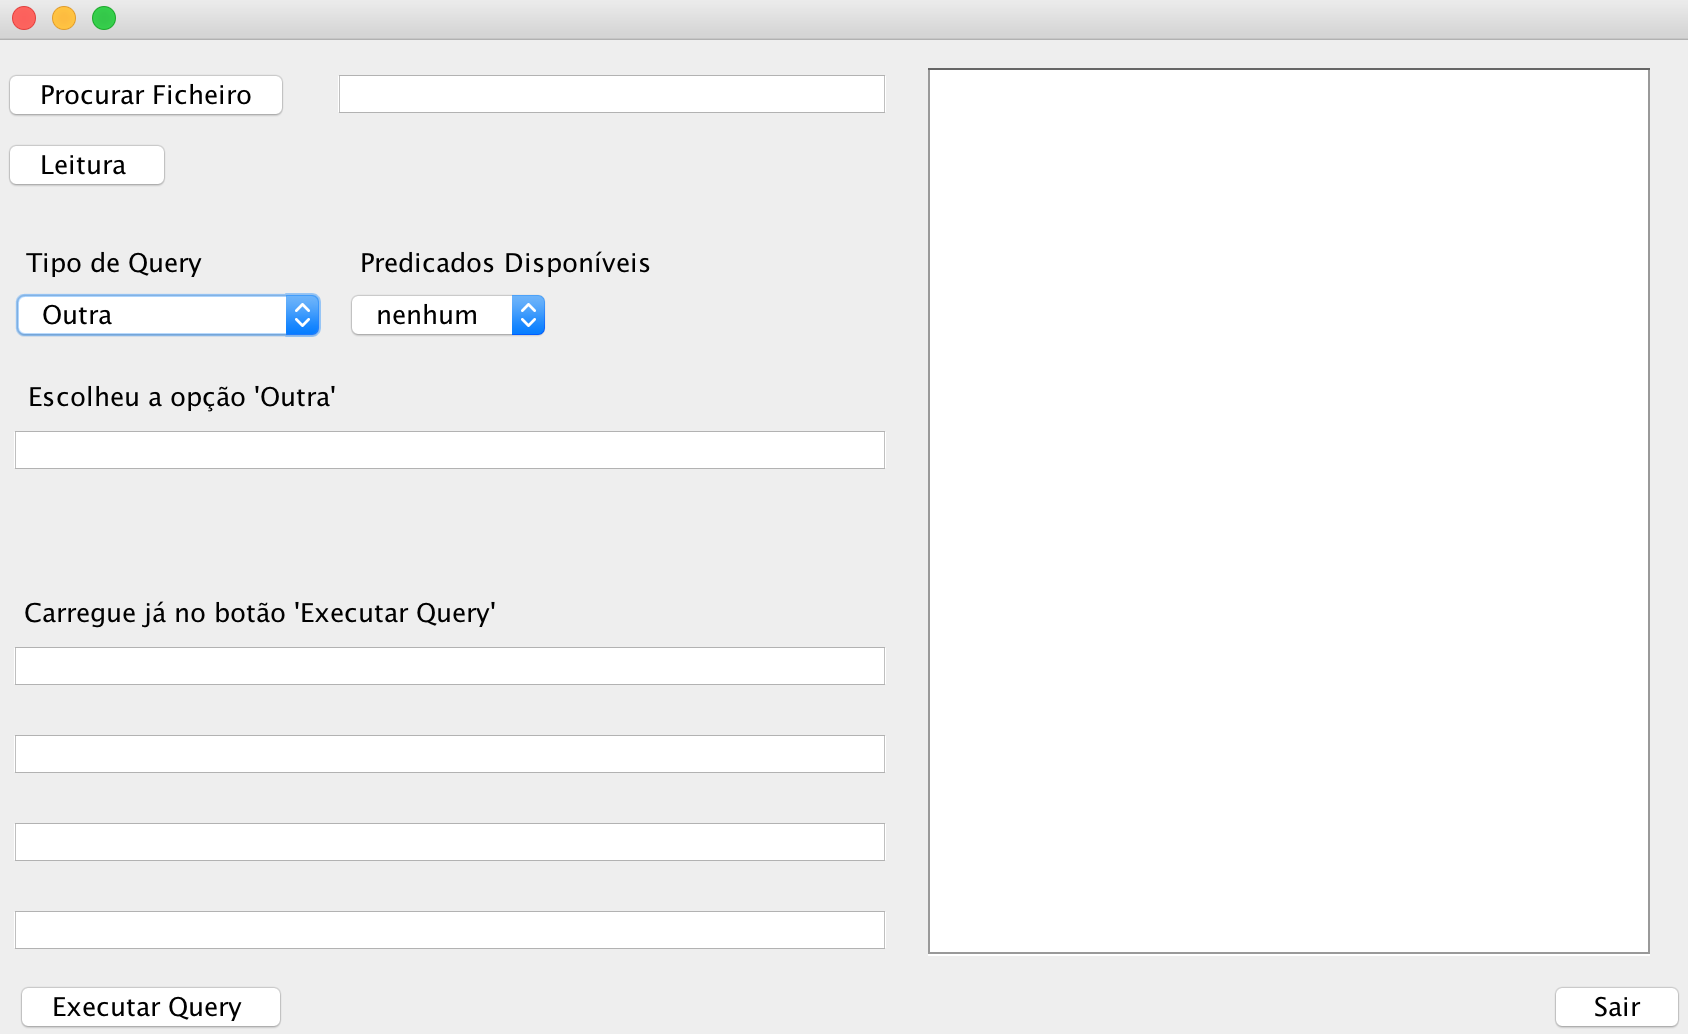 Procurar Ficheiro
Leitura
Tipo de Query
Predicados Disponíveis
Outra
nenhum
Escolheu a opção 'Outra'
Carregue já no botão 'Executar Query'
Executar Query
Sair